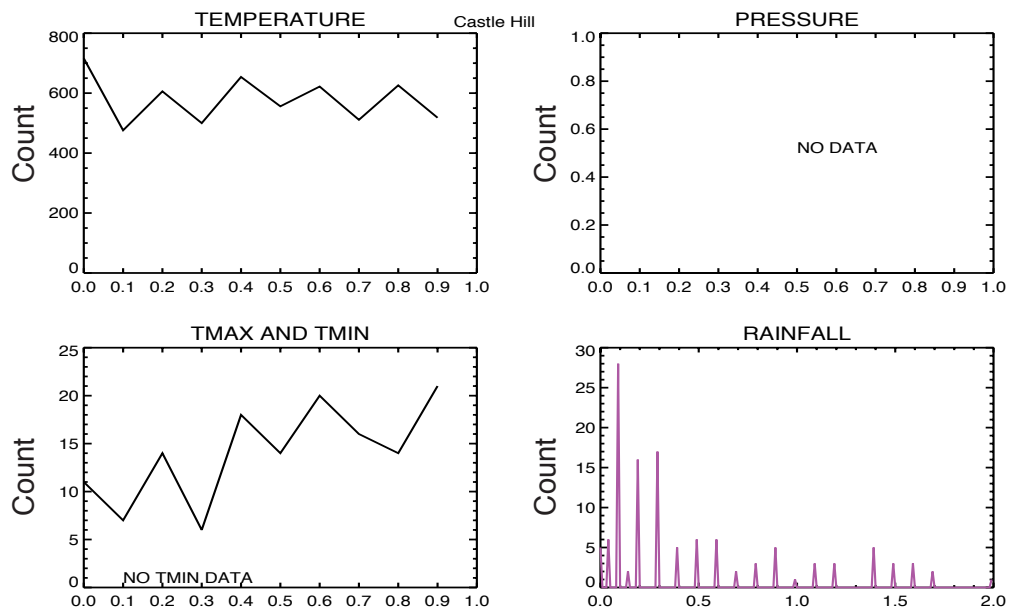 TEMPERATURE
Castle Hill
PRESSURE
800
600
400
200
0
Count
0.0 0.1 0.2 0.3 0.4 0.5 0.6 0.7 0.8 0.9 1.0
1.0
0.8
0.6
0.4
0.2
0.0
Count
NO DATA
0.0 0.1 0.2 0.3 0.4 0.5 0.6 0.7 0.8 0.9 1.0
TMAX AND TMIN
25
20
15
10
5
0
Count
NO TMIN DATA
0.0 0.1 0.2 0.3 0.4 0.5 0.6 0.7 0.8 0.9 1.0
RAINFALL
30
25
20
15
10
5
0
Count
0.0 0.5 1.0 1.5 2.0